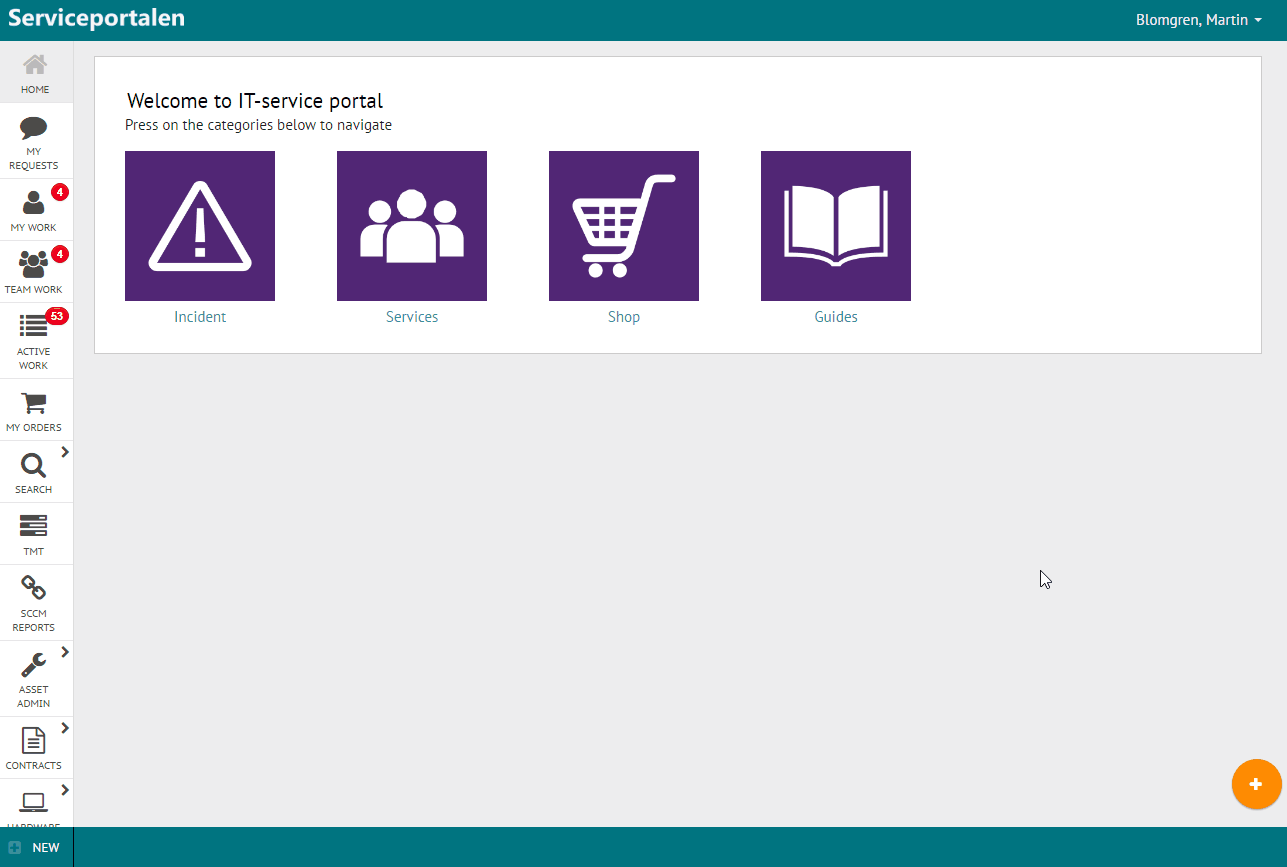 Serviceportalen
Blomgren, Martin
HOME
MY
REQUESTS
4
MY WORK
4
TEAM WORK
53
ACTIVE
WORK
MY ORDERS
SEARCH
TMT
SCCM
REPORTS
ASSET
ADMIN
CONTRACTS
HARDWARE
NEW
Welcome to IT-service portal
Press on the categories below to navigate
Incident
Services
Shop
Guides